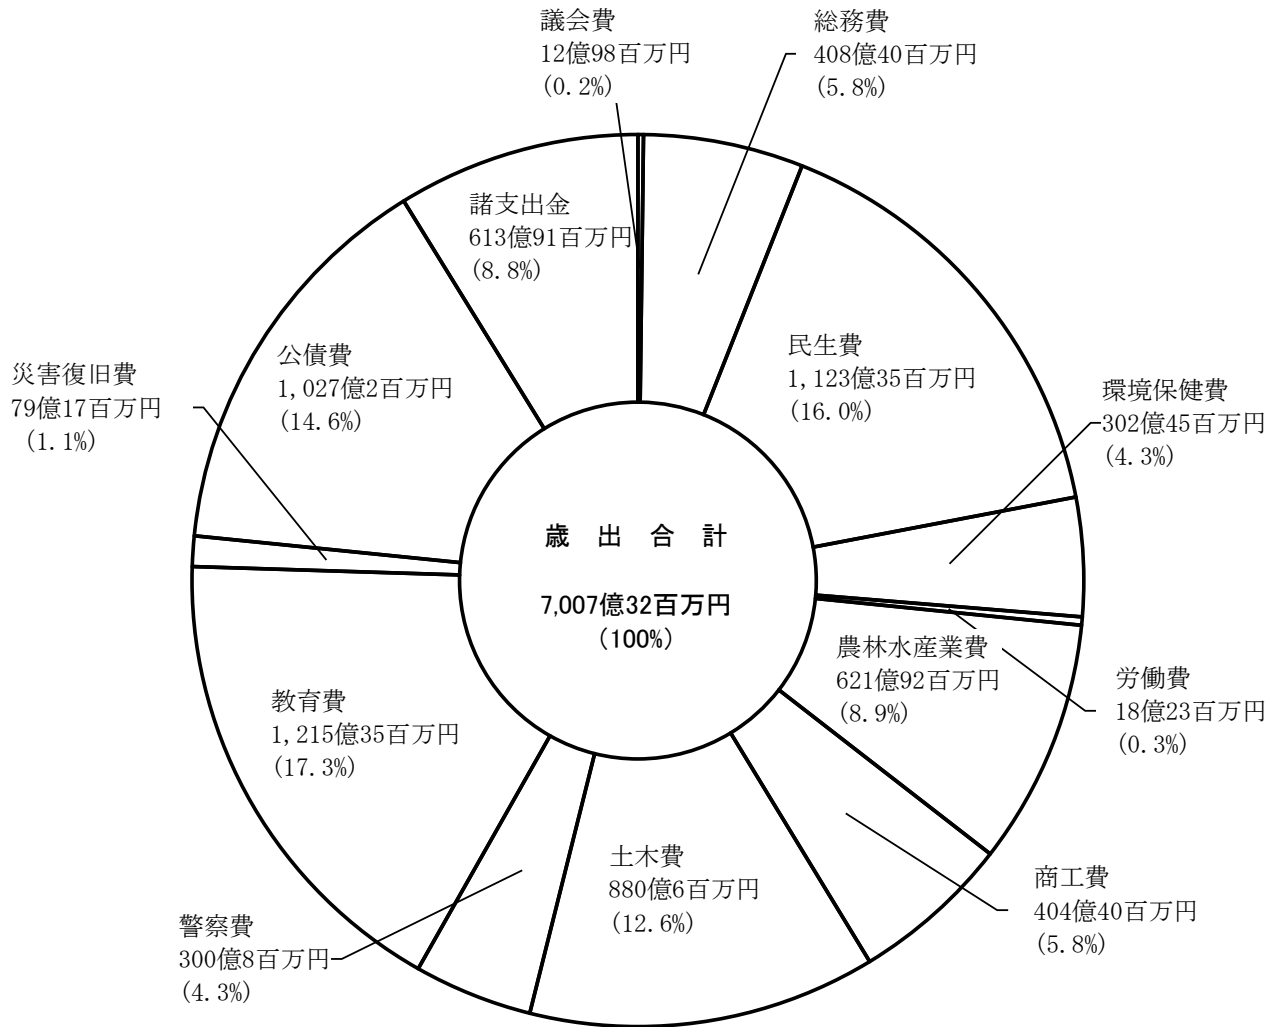 議会費
12億98百万円
(0.2%)
総務費
408億40百万円
(5.8%)
民生費
1,123億35百万円
(16.0%)
環境保健費
302億45百万円
(4.3%)
労働費
18億23百万円
(0.3%)
農林水産業費
621億92百万円
(8.9%)
商工費
404億40百万円
(5.8%)
土木費
880億6百万円
(12.6%)
警察費
300億8百万円
(4.3%)
教育費
1,215億35百万円
(17.3%)
災害復旧費
79億17百万円
(1.1%)
公債費
1,027億2百万円
(14.6%)
諸支出金
613億91百万円
(8.8%)
歳 出 合 計
7,007億32百万円
(100%)